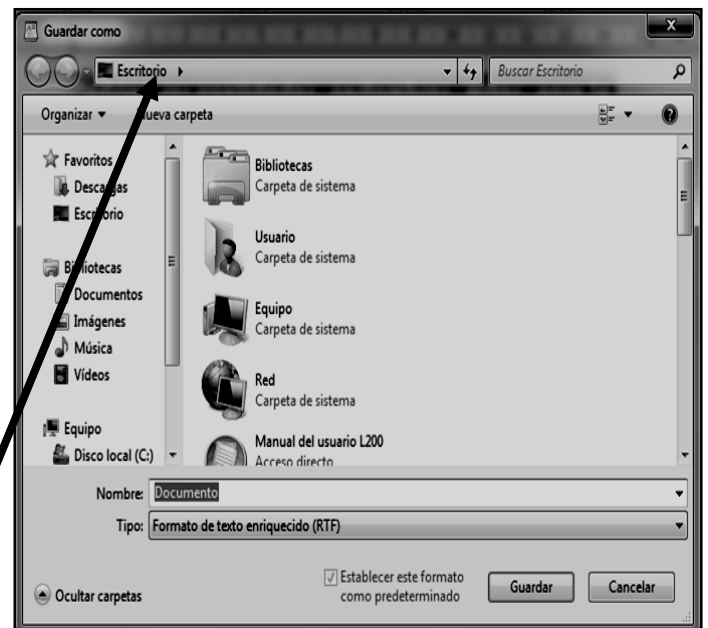 Guardar como
Escritorio
Buscar Escritorio
Organizar
Nueva carpeta
Favoritos
Descargas
Escritorio
Bibliotecas
Documentos
Imágenes
Música
Vídeos
Equipo
Disco local (C:)
Bibliotecas
Carpeta de sistema
Usuario
Carpeta de sistema
Equipo
Carpeta de sistema
Red
Carpeta de sistema
Manual del usuario L200
Acceso directo
Nombre: Documento
Tipo: Formato de texto enriquecido (RTF)
Ocultar carpetas
Establecer este formato
como predeterminado
Guardar
Cancelar